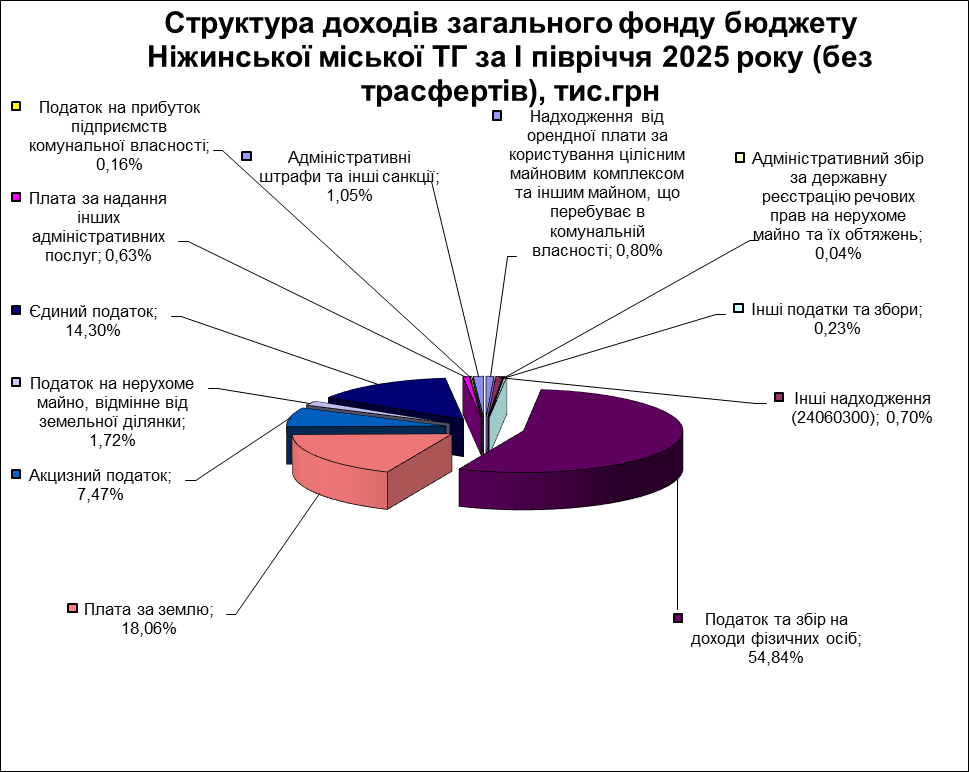 Структура доходів загального фонду бюджету
Ніжинської міської ТГ за І півріччя 2025 року (без
трасфертів), тис.грн
Податок на прибуток
підприємств
комунальної власності;
0,16%
Адміністративні
штрафи та інші санкції;
1,05%
Надходження від
орендної плати за
користування цілісним
майновим комплексом
та іншим майном, що
перебуває в
комунальній
власності; 0,80%
Адміністративний збір
за державну
реєстрацію речових
прав на нерухоме
майно та їх обтяжень;
0,04%
Плата за надання
інших
адміністративних
послуг; 0,63%
Єдиний податок;
14,30%
Інші податки та збори;
0,23%
Податок на нерухоме
майно, відмінне від
земельної ділянки;
1,72%
Інші надходження
(24060300); 0,70%
Акцизний податок;
7,47%
Плата за землю;
18,06%
Податок та збір на
доходи фізичних осіб;
54,84%